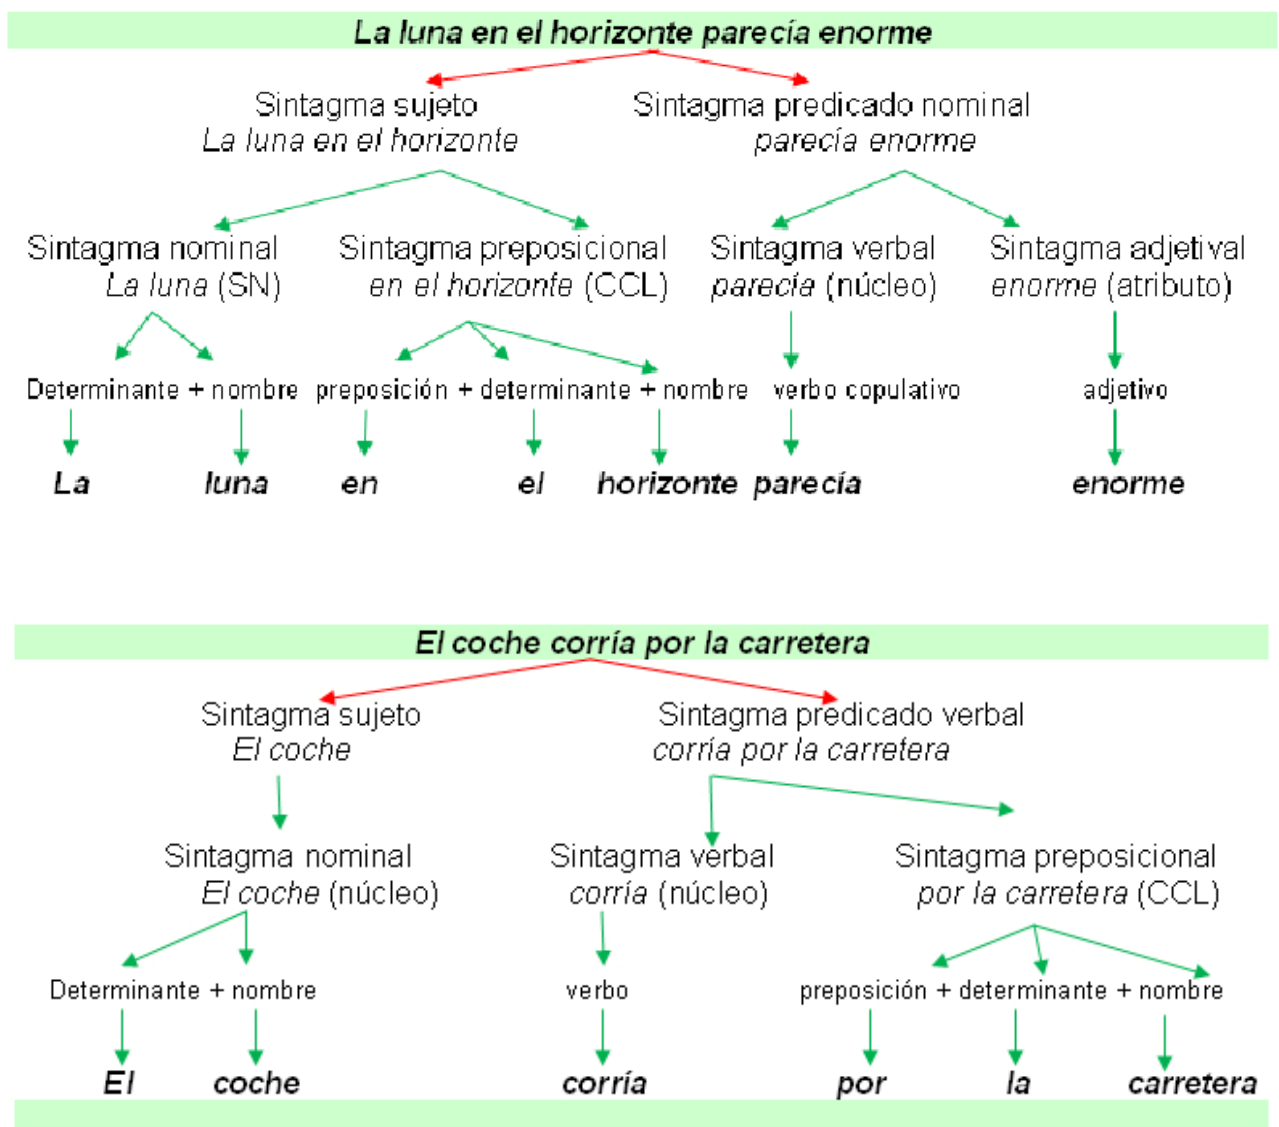 La luna en el horizonte parecía enorme
Sintagma sujeto Sintagma predicado nominal
La luna en el horizonte parecía enorme
Sintagma nominal Sintagma preposicional Sintagma verbal Sintagma adjetival
La luna (SN) en el horizonte (CCL) parecía (núcleo) enorme (atributo)
Determinante + nombre preposición + determinante + nombre verbo copulativo adjetivo
La luna en el horizonte parecía enorme
El coche corría por la carretera
Sintagma sujeto Sintagma predicado verbal
El coche corría por la carretera
Sintagma nominal Sintagma verbal Sintagma preposicional
El coche (núcleo) corría (núcleo) por la carretera (CCL)
Determinante + nombre verbo preposición + determinante + nombre
El coche corría por la carretera